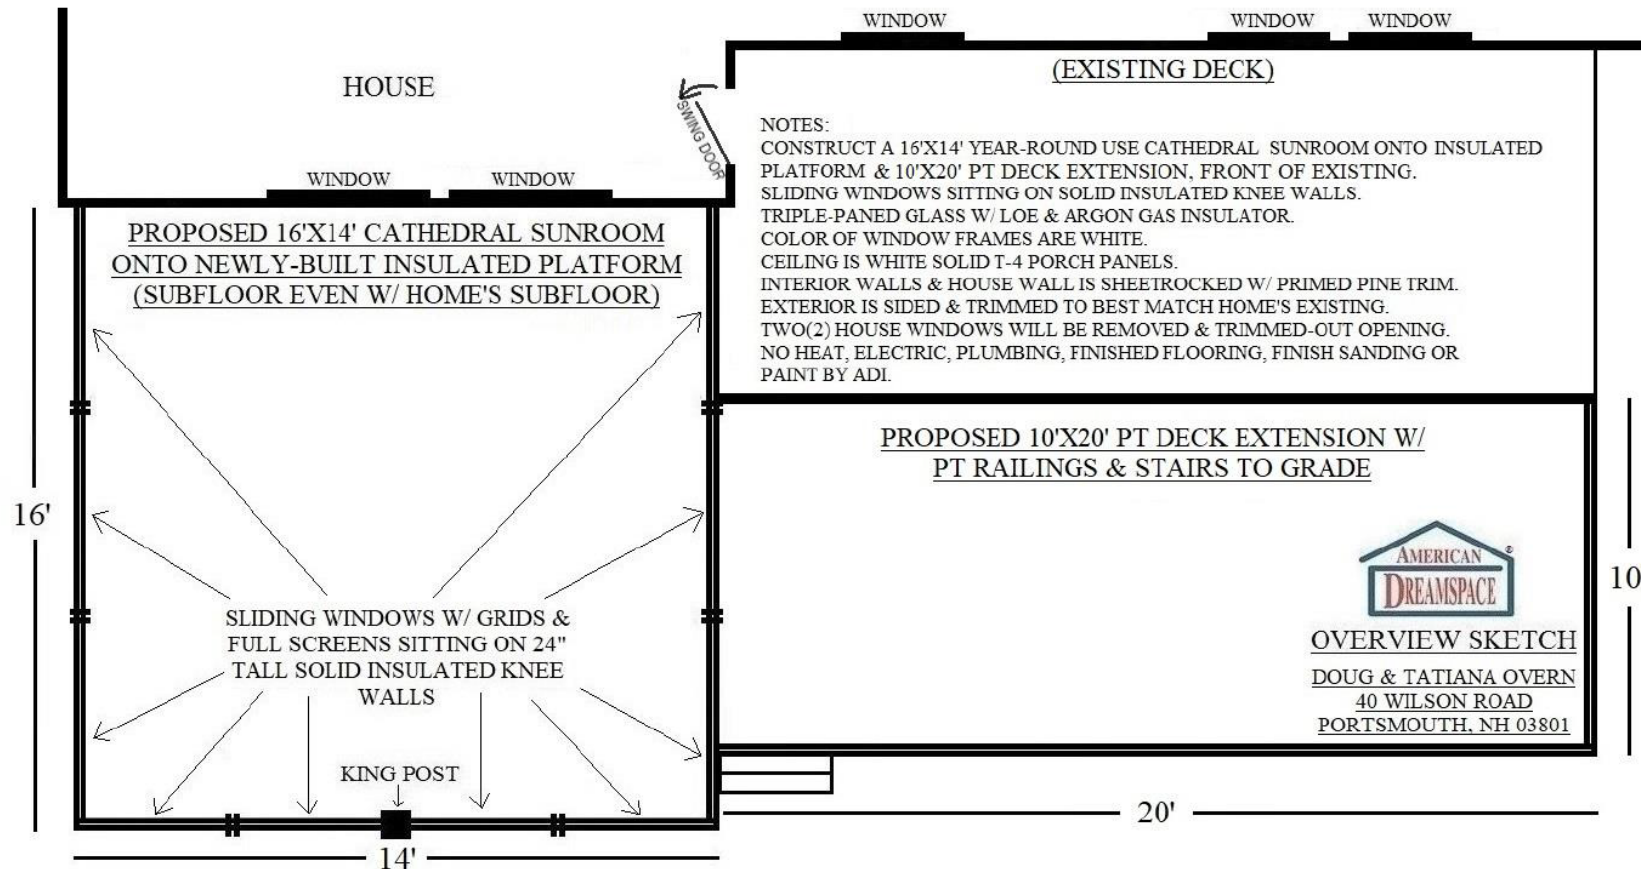 WINDOW
WINDOW
WINDOW
HOUSE
(EXISTING DECK)
SWING DOOR
NOTES:
CONSTRUCT A 16'X14' YEAR-ROUND USE CATHEDRAL SUNROOM ONTO INSULATED
PLATFORM & 10'X20' PT DECK EXTENSION, FRONT OF EXISTING.
SLIDING WINDOWS SITTING ON SOLID INSULATED KNEE WALLS.
TRIPLE-PANED GLASS W/ LOE & ARGON GAS INSULATOR.
COLOR OF WINDOW FRAMES ARE WHITE.
CEILING IS WHITE SOLID T-4 PORCH PANELS.
INTERIOR WALLS & HOUSE WALL IS SHEETROCKED W/ PRIMED PINE TRIM.
EXTERIOR IS SIDED & TRIMMED TO BEST MATCH HOME'S EXISTING.
TWO(2) HOUSE WINDOWS WILL BE REMOVED & TRIMMED-OUT OPENING.
NO HEAT, ELECTRIC, PLUMBING, FINISHED FLOORING, FINISH SANDING OR
PAINT BY ADI.
WINDOW
WINDOW
PROPOSED 16'X14' CATHEDRAL SUNROOM
ONTO NEWLY-BUILT INSULATED PLATFORM
(SUBFLOOR EVEN W/ HOME'S SUBFLOOR)
PROPOSED 10'X20' PT DECK EXTENSION W/
PT RAILINGS & STAIRS TO GRADE
16'
SLIDING WINDOWS W/ GRIDS &
FULL SCREENS SITTING ON 24"
TALL SOLID INSULATED KNEE
WALLS
KING POST
AMERICAN ®
DREAMSPACE
OVERVIEW SKETCH
DOUG & TATIANA OVERN
40 WILSON ROAD
PORTSMOUTH, NH 03801
10
20'
14'